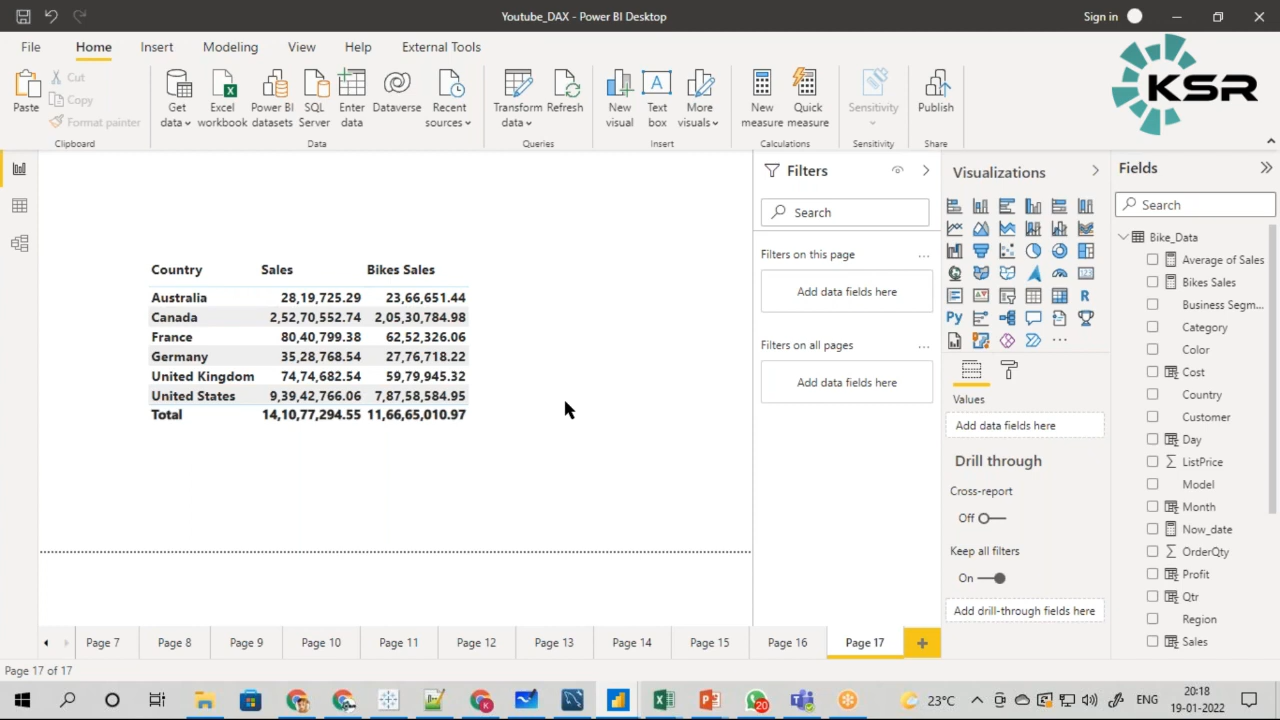 Youtube_DAX - Power BI Desktop
Sign in
File Home Insert Modeling View Help External Tools
KSR
Paste
Cut
Copy
Format painter
Clipboard
Get data
Excel workbook
Power BI datasets
SQL Server
Enter data
Dataverse
Recent sources
Data
Transform data
Refresh
Queries
New visual
Text box
More visuals
Insert
New measure
Quick measure
Calculations
Sensitivity
Sensitivity
Publish
Share
Country Sales Bikes Sales
Australia 28,19,725.29 23,66,651.44
Canada 2,52,70,552.74 2,05,30,784.98
France 80,40,799.38 62,52,326.06
Germany 35,28,768.54 27,76,718.22
United Kingdom 74,74,682.54 59,79,945.32
United States 9,39,42,766.06 7,87,58,584.95
Total 14,10,77,294.55 11,66,65,010.97
Filters
Search
Filters on this page ...
Add data fields here
Filters on all pages ...
Add data fields here
Visualizations
R
Py
Values
Add data fields here
Drill through
Cross-report
Off
Keep all filters
On
Add drill-through fields here
Fields
Search
Bike_Data
Average of Sales
Bikes Sales
Business Segm...
Category
Color
Cost
Country
Customer
Day
ListPrice
Model
Month
Now_date
OrderQty
Profit
Qtr
Region
Sales
Page 7 Page 8 Page 9 Page 10 Page 11 Page 12 Page 13 Page 14 Page 15 Page 16 Page 17
Page 17 of 17
20
23°C
ENG
20:18
19-01-2022